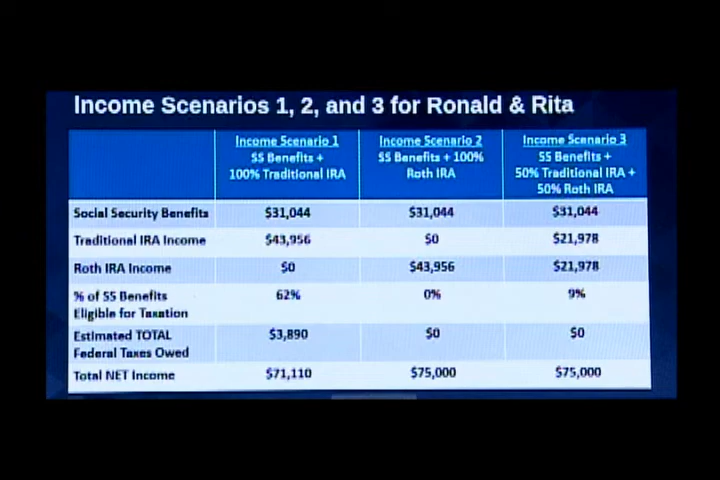 Income Scenarios 1, 2, and 3 for Ronald & Rita
Income Scenario 1
SS Benefits +
100% Traditional IRA
Income Scenario 2
SS Benefits + 100%
Roth IRA
Income Scenario 3
SS Benefits +
50% Traditional IRA +
50% Roth IRA
Social Security Benefits $31,044 $31,044 $31,044
Traditional IRA Income $43,956 $0 $21,978
Roth IRA Income $0 $43,956 $21,978
% of SS Benefits
Eligible for Taxation 62% 0% 9%
Estimated TOTAL
Federal Taxes Owed $3,890 $0 $0
Total NET Income $71,110 $75,000 $75,000